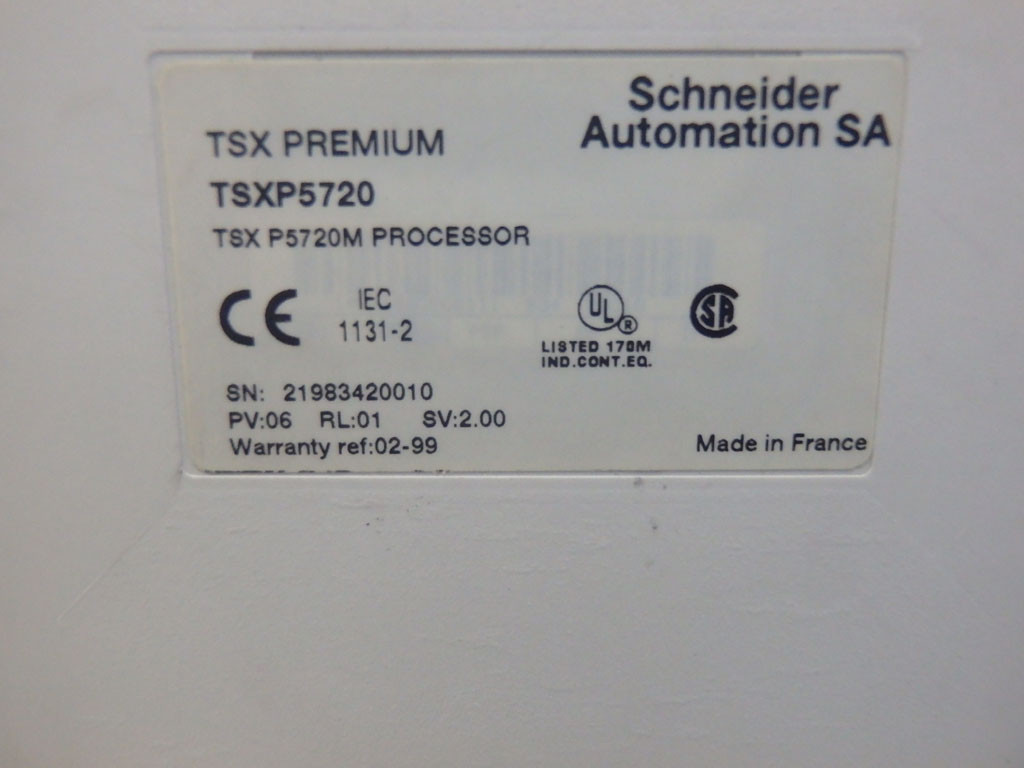 Schneider
Automation SA
TSX PREMIUM
TSXP5720
TSX P5720M PROCESSOR
CE
IEC
1131-2
UL ®
LISTED 170M
IND.CONT.EQ.
SA
SN: 21983420010
PV:06 RL:01 SV:2.00
Warranty ref:02-99
Made in France